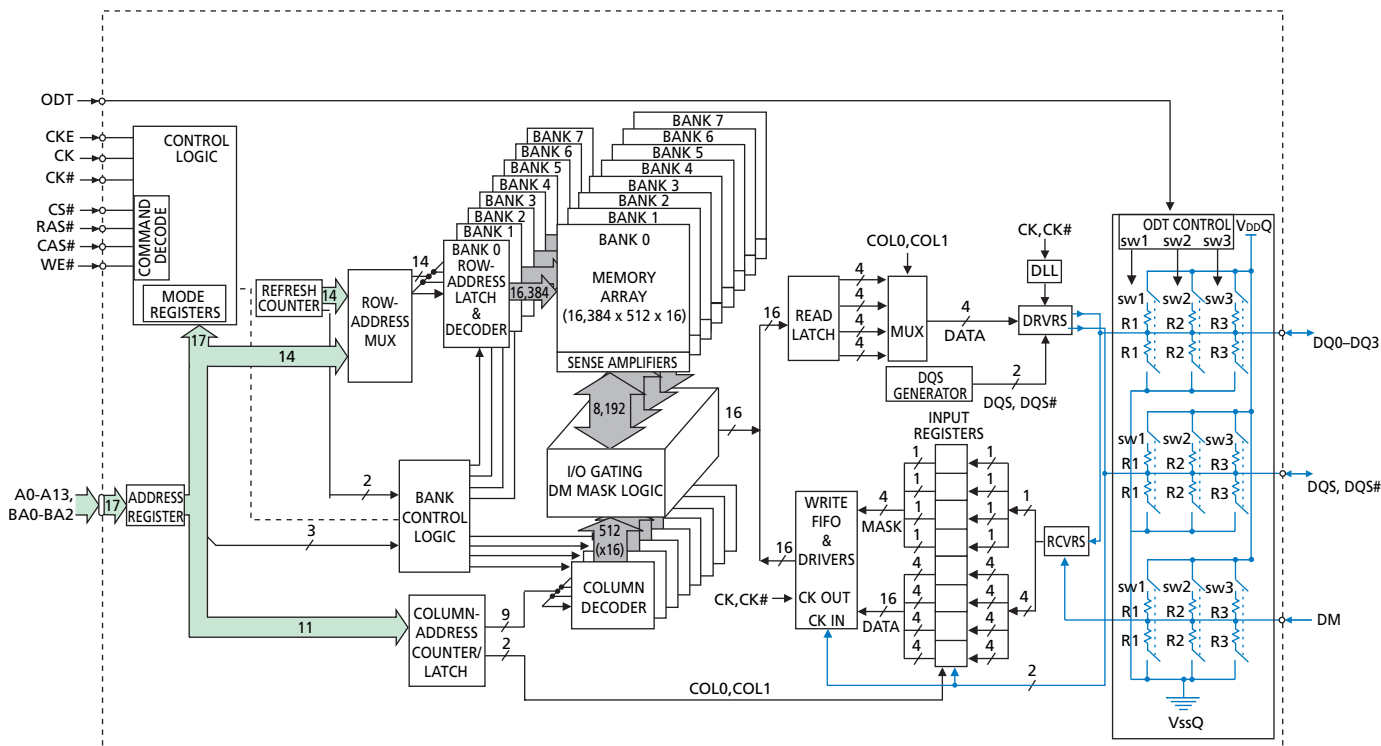 ODT
CKE
CK
CK#
CS#
RAS#
CAS#
WE#
CONTROL
LOGIC
COMMAND
DECODE
MODE
REGISTERS
17
REFRESH
COUNTER
14
14
ROW-
ADDRESS
MUX
14
BANK 7
BANK 6
BANK 5
BANK 4
BANK 3
BANK 2
BANK 1
BANK 0
ROW-
ADDRESS
LATCH
&
DECODER
16,384
BANK 7
BANK 6
BANK 5
BANK 4
BANK 3
BANK 2
BANK 1
BANK 0
MEMORY
ARRAY
(16,384 x 512 x 16)
SENSE AMPLIFIERS
8,192
I/O GATING
DM MASK LOGIC
16
512
(x16)
COLUMN
DECODER
A0-A13,
BA0-BA2
17
ADDRESS
REGISTER
2
3
BANK
CONTROL
LOGIC
11
COLUMN-
ADDRESS
COUNTER/
LATCH
9
2
COL0,COL1
16
READ
LATCH
4
4
4
4
COL0,COL1
MUX
4
DATA
CK,CK#
DLL
DRVRS
DQS
GENERATOR
2
DQS, DQS#
INPUT
REGISTERS
16
WRITE
FIFO
&
DRIVERS
CK OUT
CK IN
CK,CK#
4
MASK
16
DATA
1
1
1
1
4
4
4
4
1
1
1
1
4
4
4
4
1
4
RCVRS
2
ODT CONTROL
sw1 sw2 sw3
VDDQ
sw1 sw2 sw3
R1 R2 R3
R1 R2 R3
DQ0–DQ3
sw1 sw2 sw3
R1 R2 R3
R1 R2 R3
DQS, DQS#
sw1 sw2 sw3
R1 R2 R3
R1 R2 R3
DM
VssQ